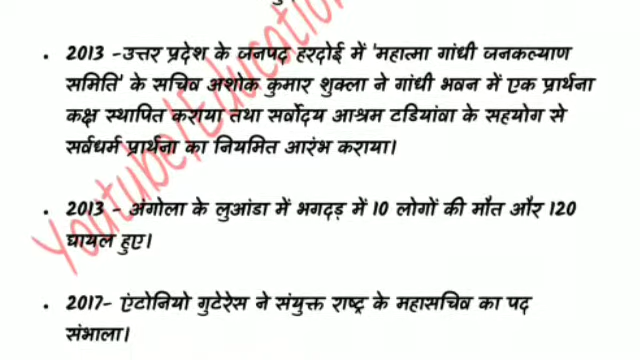 • 2013 -उत्तर प्रदेश के जनपद हरदोई में 'महात्मा गांधी जनकल्याण
समिति' के सचिव अशोक कुमार शुक्ला ने गांधी भवन में एक प्रार्थना
कक्ष स्थापित कराया तथा सर्वोदय आश्रम टडियांवा के सहयोग से
सर्वधर्म प्रार्थना का नियमित आरंभ कराया।
• 2013 - अंगोला के लुआंडा में भगदड़ में 10 लोगों की मौत और 120
घायल हुए।
• 2017- एंटोनियो गुटेरेस ने संयुक्त राष्ट्र के महासचिव का पद
संभाला।
Youtube/Education